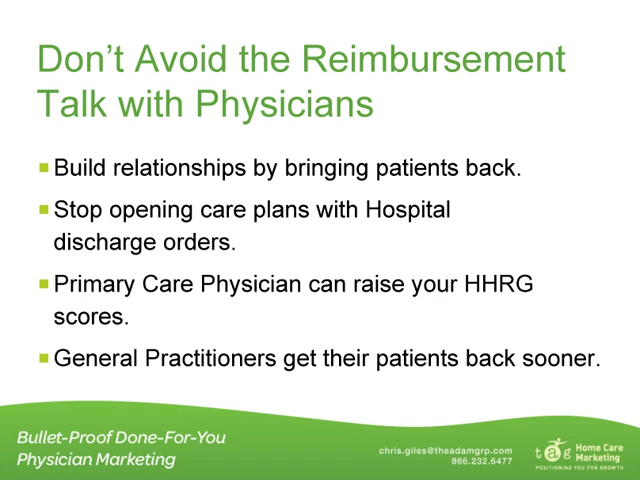 Don’t Avoid the Reimbursement
Talk with Physicians
Build relationships by bringing patients back.
Stop opening care plans with Hospital
discharge orders.
Primary Care Physician can raise your HHRG
scores.
General Practitioners get their patients back sooner.
Bullet-Proof Done-For-You
Physician Marketing
chris.giles@theadamgrp.com
866.232.6477
tag
Home Care
Marketing
POSITIONING YOU FOR GROWTH